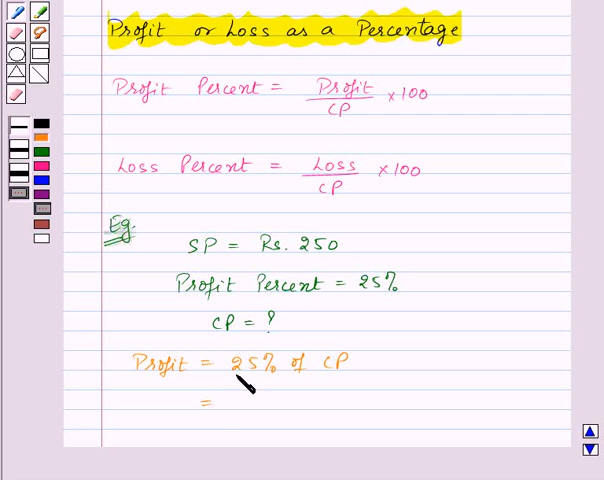 Profit or Loss as a Percentage
Profit Percent = Profit/CP × 100
Loss Percent = Loss/CP × 100
Eg.
SP = Rs. 250
Profit Percent = 25%
CP = ?
Profit = 25% of CP
=